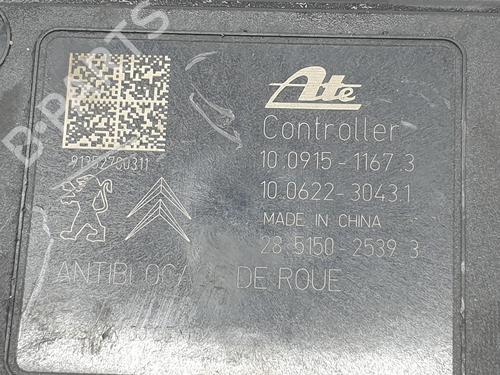 B-PARTS
Ate
Controller
91352700311
10.0915-1167.3
10.0622-3043.1
MADE IN CHINA
28.5150-2539.3
DE ROUE